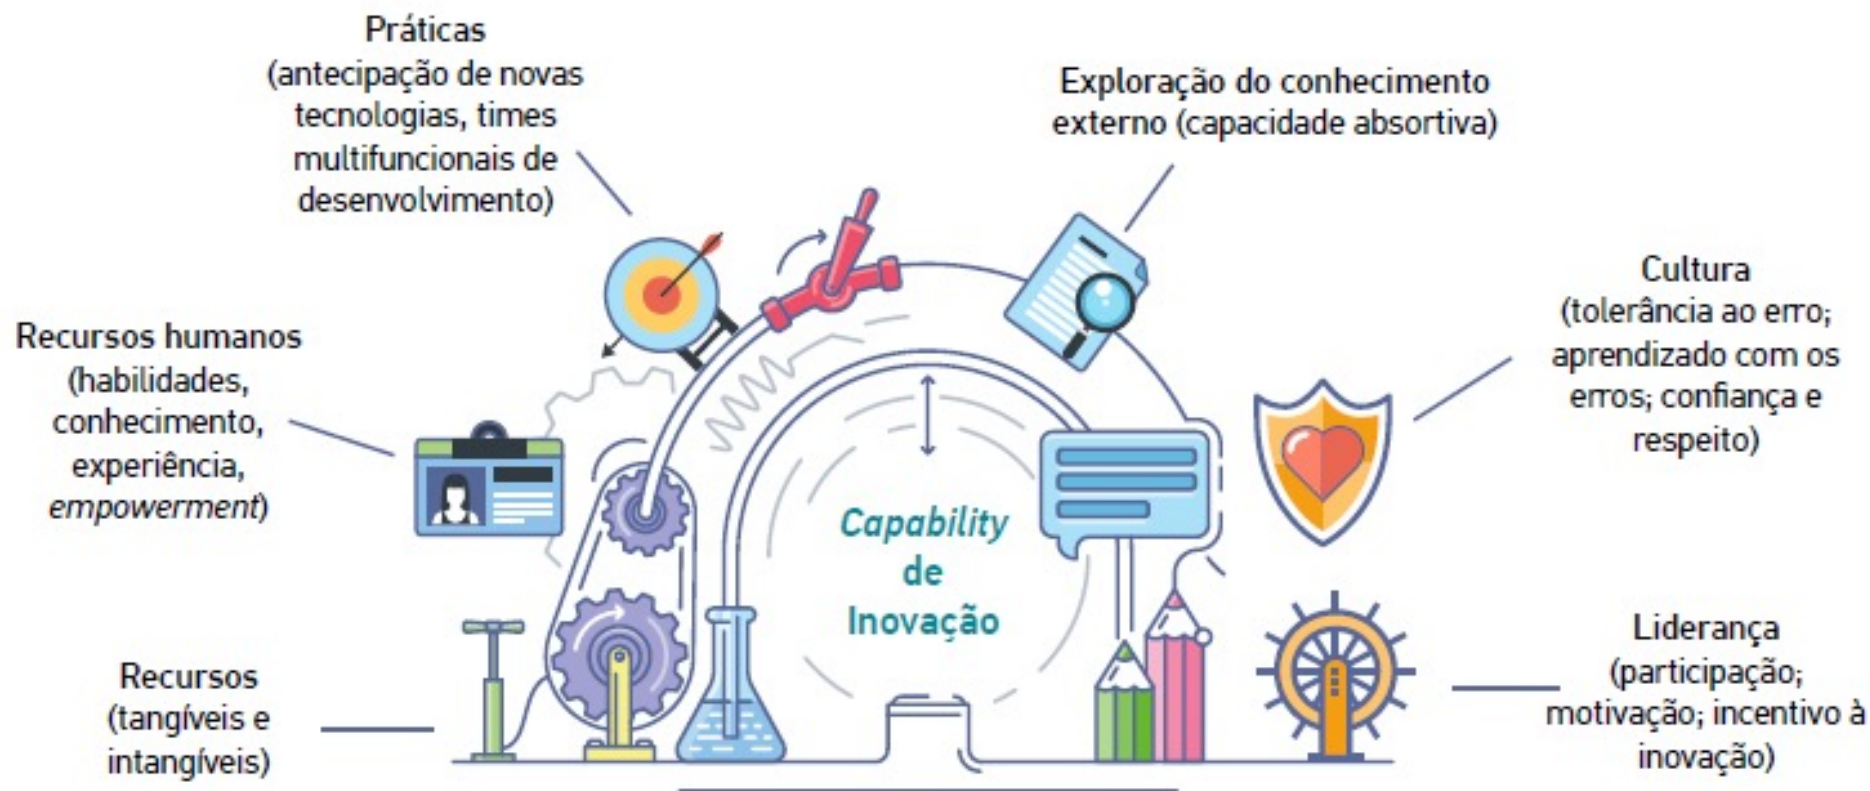 Práticas
(antecipação de novas
tecnologias, times
multifuncionais de
desenvolvimento)
Exploração do conhecimento
externo (capacidade absortiva)
Cultura
(tolerância ao erro;
aprendizado com os
erros; confiança e
respeito)
Recursos humanos
(habilidades,
conhecimento,
experiência,
empowerment)
Capability
de
Inovação
Liderança
(participação;
motivação; incentivo à
inovação)
Recursos
(tangíveis e
intangíveis)